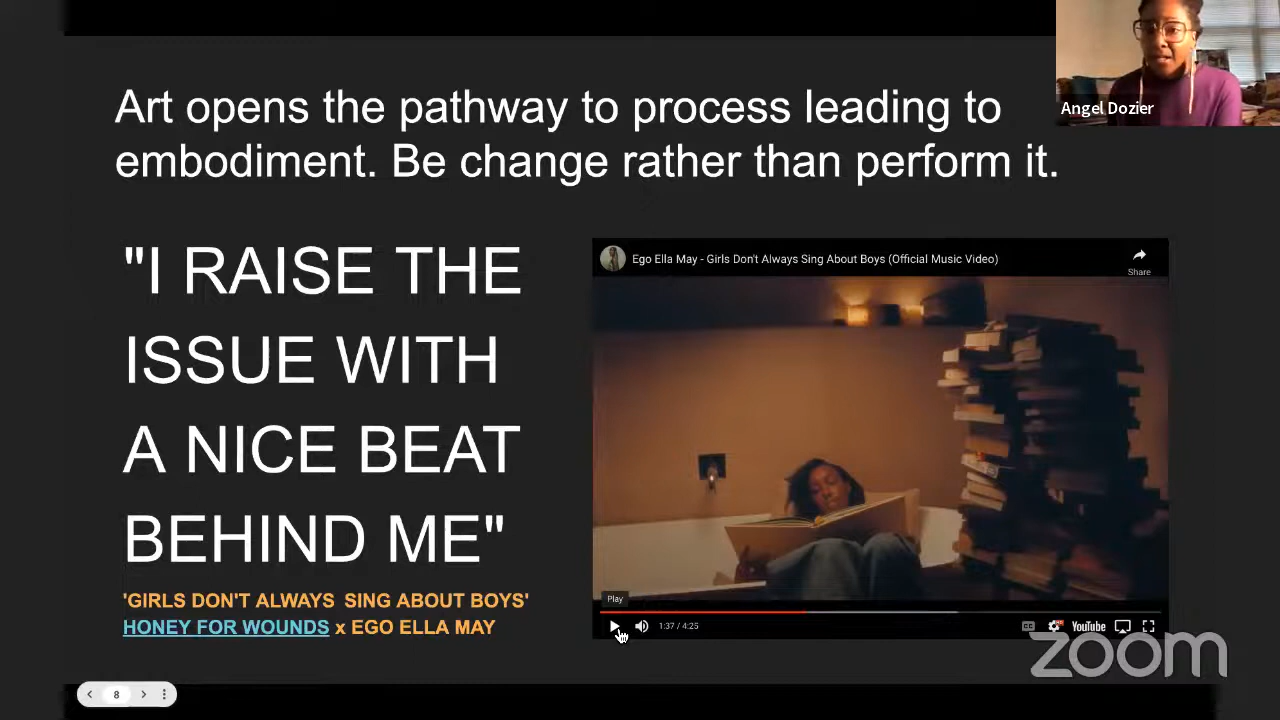 Art opens the pathway to process leading to
embodiment. Be change rather than perform it.
Angel Dozier
"I RAISE THE
ISSUE WITH
A NICE BEAT
BEHIND ME"
'GIRLS DON'T ALWAYS SING ABOUT BOYS'
HONEY FOR WOUNDS x EGO ELLA MAY
Ego Ella May - Girls Don't Always Sing About Boys (Official Music Video)
Share
Play
1:37 / 4:25
CC
HD
YouTube
zoom
8